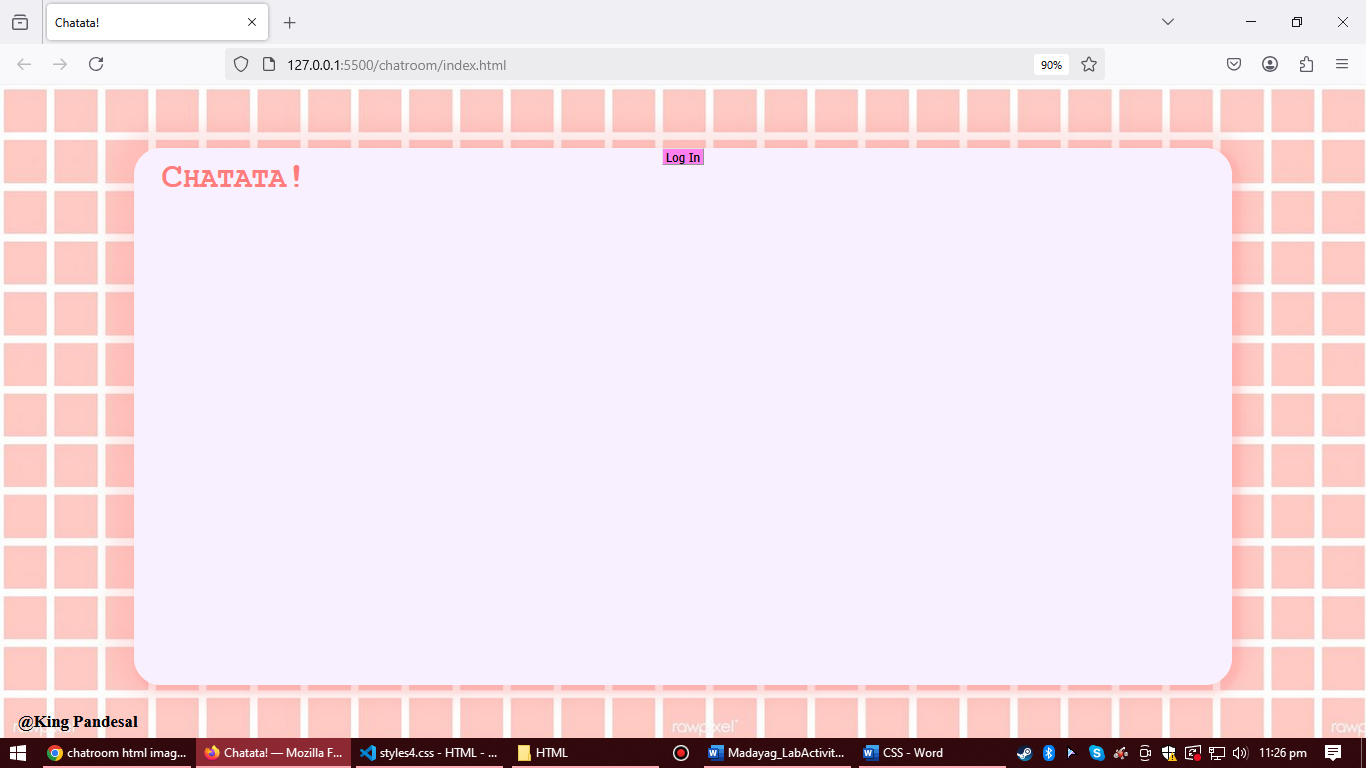 Chatata!
127.0.0.1:5500/chatroom/index.html
90%
Log In
Chatata!
@King Pandesal
rawpixel
rawp
chatroom html imag...
Chatata! — Mozilla F...
styles4.css - HTML - ...
HTML
Madayag_LabActivit...
CSS - Word
11:26 pm